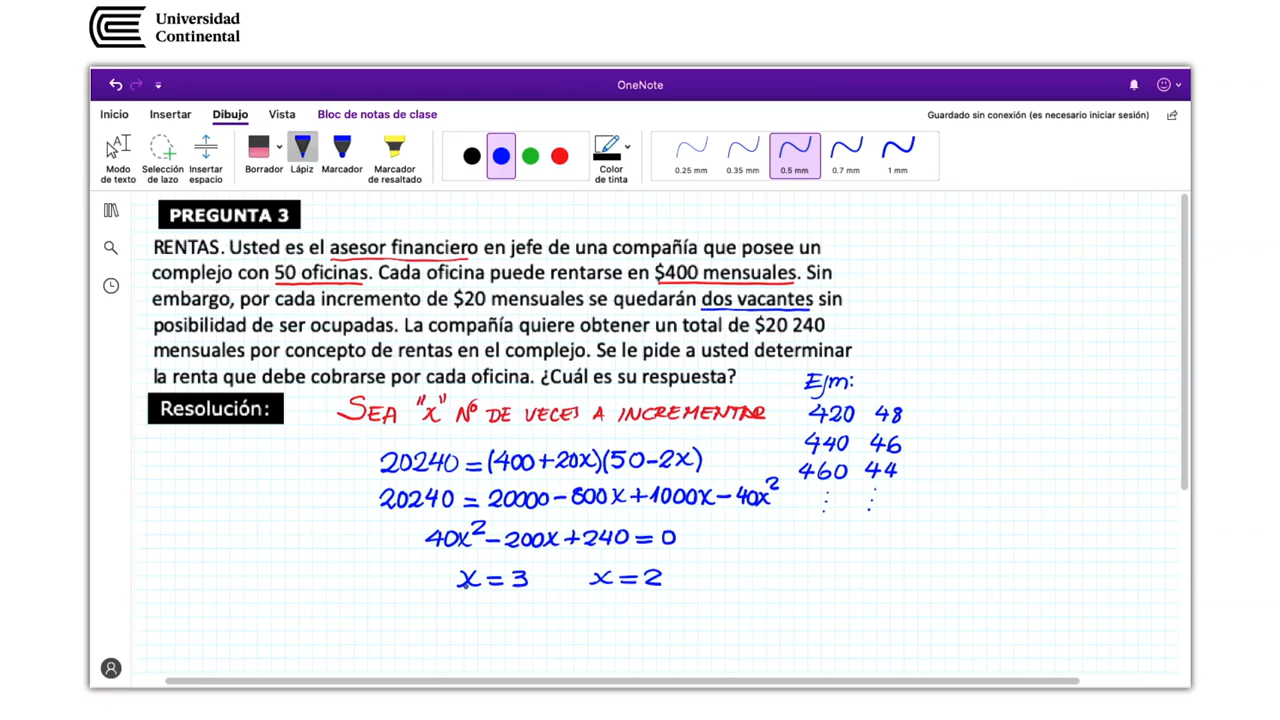 Universidad
Continental
OneNote
Inicio Insertar Dibujo Vista Bloc de notas de clase
Guardado sin conexión (es necesario iniciar sesión)
Modo de texto
Selección de lazo
Insertar espacio
Borrador
Lápiz
Marcador
Marcador de resaltado
Color de tinta
0.25 mm 0.35 mm 0.5 mm 0.7 mm 1 mm
PREGUNTA 3
RENTAS. Usted es el asesor financiero en jefe de una compañía que posee un
complejo con 50 oficinas. Cada oficina puede rentarse en $400 mensuales. Sin
embargo, por cada incremento de $20 mensuales se quedarán dos vacantes sin
posibilidad de ser ocupadas. La compañía quiere obtener un total de $20 240
mensuales por concepto de rentas en el complejo. Se le pide a usted determinar
la renta que debe cobrarse por cada oficina. ¿Cuál es su respuesta?
Resolución:
SEA "x" Nº DE VECES A INCREMENTAR
Ejm:
420 48
440 46
460 44
⋮ ⋮
20240 = (400+20x)(50-2x)
20240 = 20000 - 800x + 1000x - 40x²
40x² - 200x + 240 = 0
x = 3 x = 2